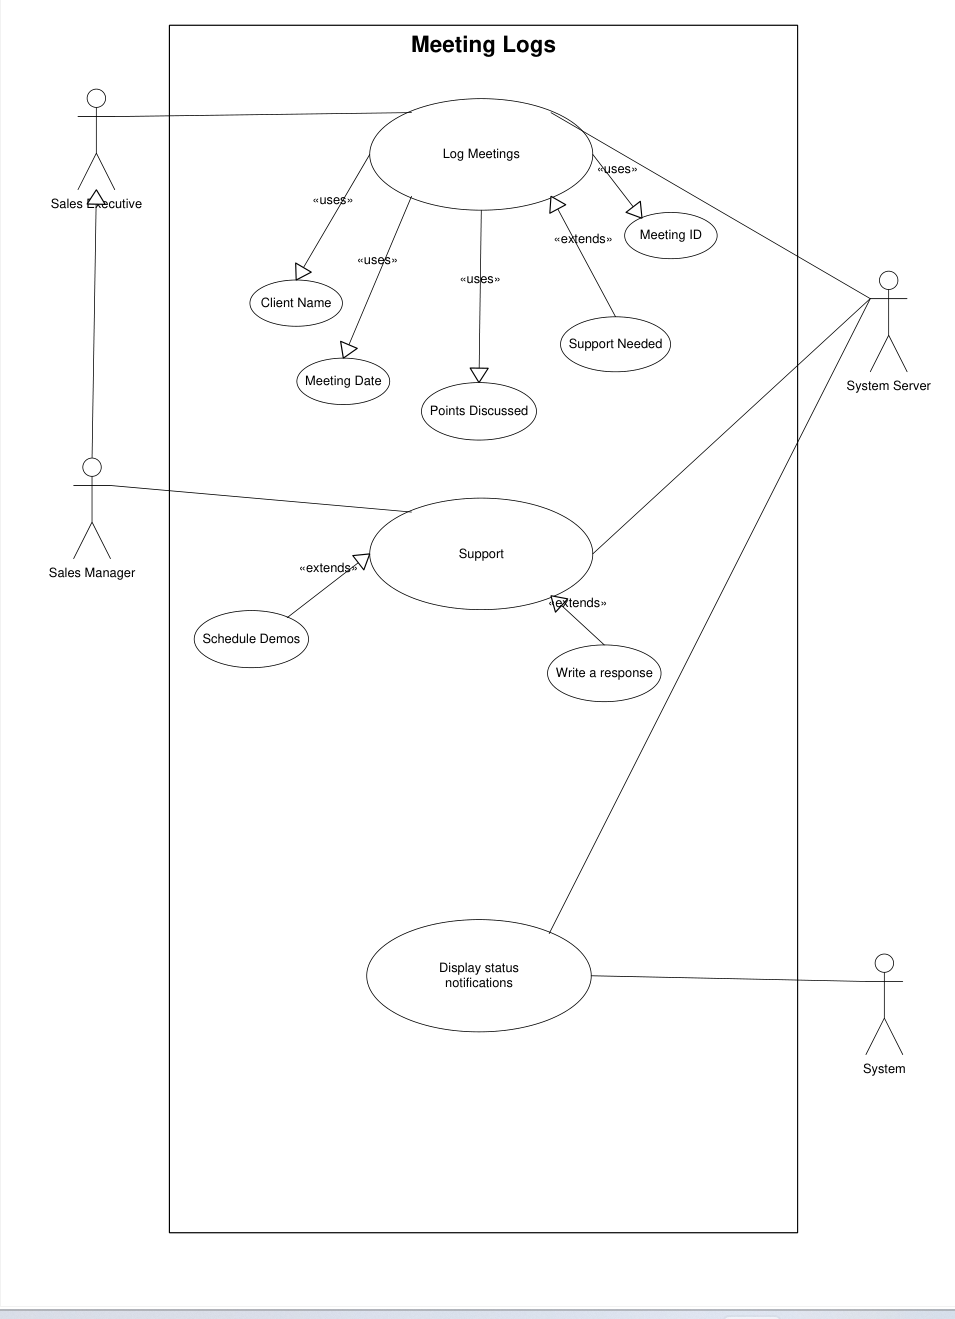 Meeting Logs
Log Meetings
«uses»
Sales Executive
«uses»
Meeting ID
«extends»
«uses»
«uses»
Client Name
Support Needed
Meeting Date
System Server
Points Discussed
Support
«extends»
Sales Manager
«extends»
Schedule Demos
Write a response
Display status
notifications
System